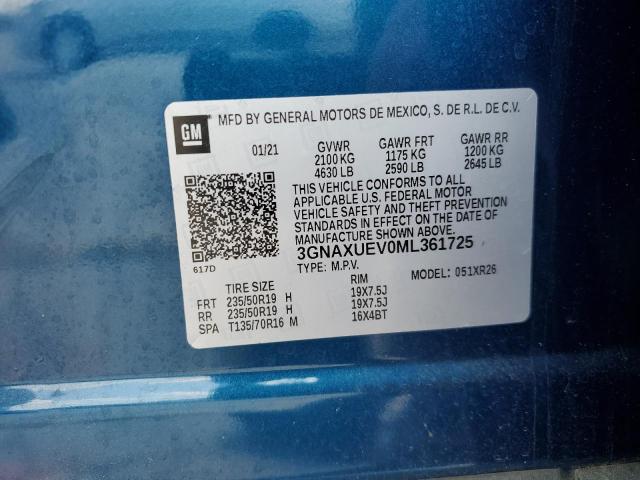 GM
MFD BY GENERAL MOTORS DE MEXICO, S. DE R.L. DE C.V.
01/21 GVWR GAWR FRT GAWR RR
2100 KG 1175 KG 1200 KG
4630 LB 2590 LB 2645 LB
THIS VEHICLE CONFORMS TO ALL
APPLICABLE U.S. FEDERAL MOTOR
VEHICLE SAFETY AND THEFT PREVENTION
STANDARDS IN EFFECT ON THE DATE OF
MANUFACTURE SHOWN ABOVE.
3GNAXUEV0ML361725
TYPE: M.P.V. MODEL: 051XR26
617D
TIRE SIZE RIM
FRT 235/50R19 H 19X7.5J
RR 235/50R19 H 19X7.5J
SPA T135/70R16 M 16X4BT